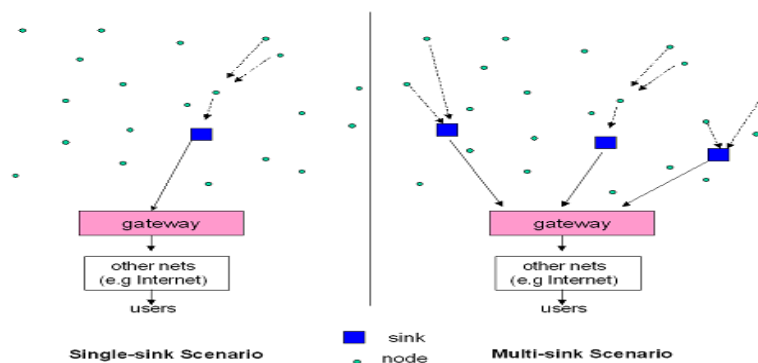 gateway
other nets
(e.g Internet)
users
Single-sink Scenario
gateway
other nets
(e.g Internet)
users
Multi-sink Scenario
sink
node